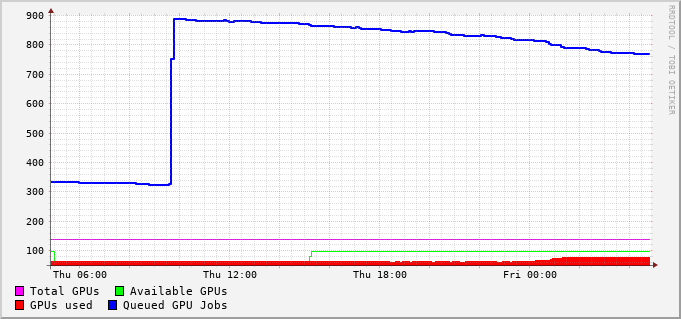 900
800
700
600
500
400
300
200
100
Thu 06:00 Thu 12:00 Thu 18:00 Fri 00:00
Total GPUs Available GPUs
GPUs used Queued GPU Jobs
RRDTOOL / TOBI OETIKER